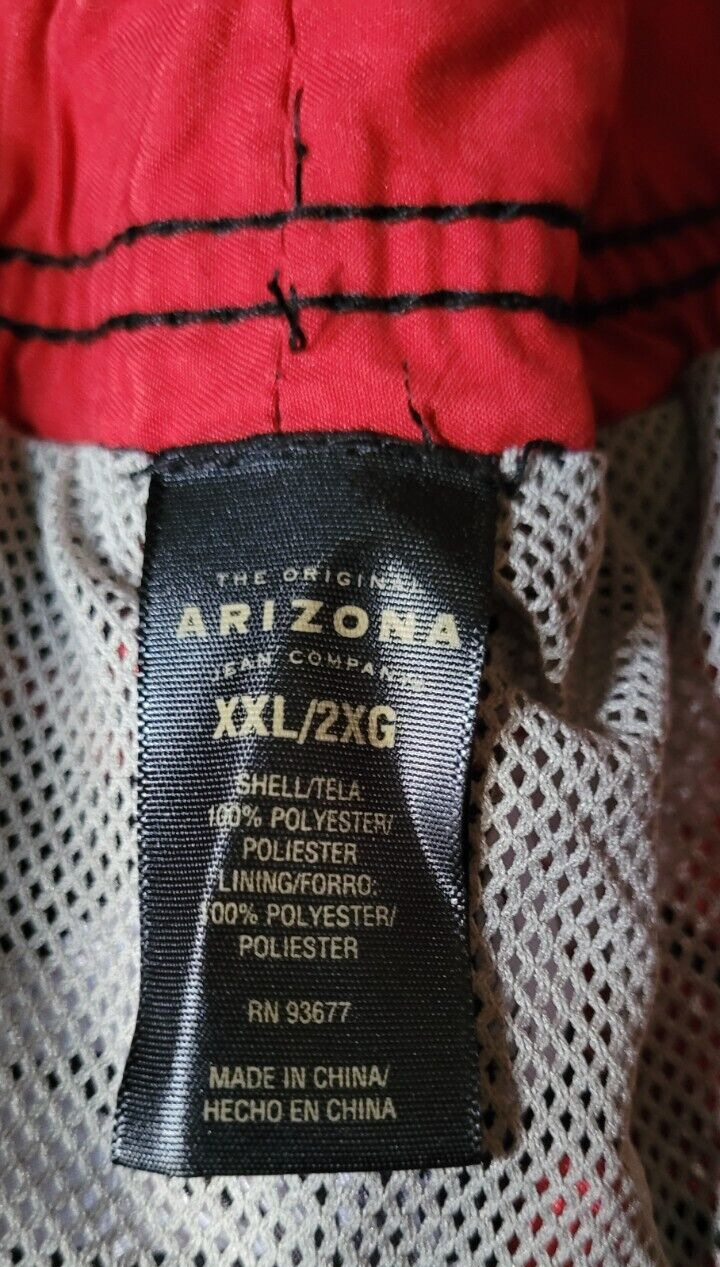 THE ORIGINAL
ARIZONA
JEAN COMPANY
XXL/2XG
SHELL/TELA
100% POLYESTER/
POLIESTER
LINING/FORRO:
100% POLYESTER/
POLIESTER
RN 93677
MADE IN CHINA/
HECHO EN CHINA